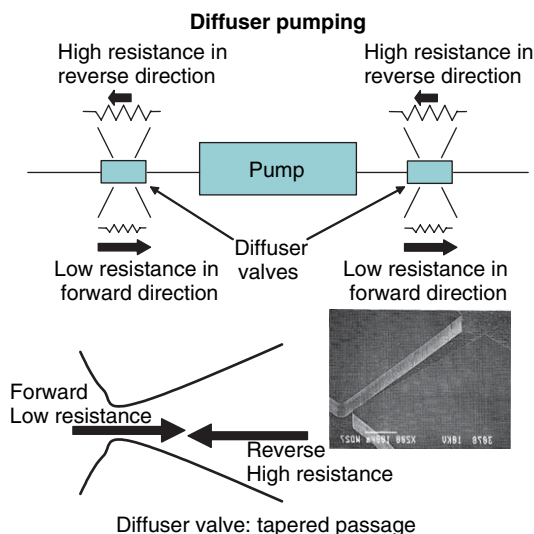 Diffuser pumping
High resistance in
reverse direction
High resistance in
reverse direction
Pump
Diffuser
valves
Low resistance in
forward direction
Low resistance in
forward direction
Forward
Low resistance
Reverse
High resistance
Diffuser valve: tapered passage